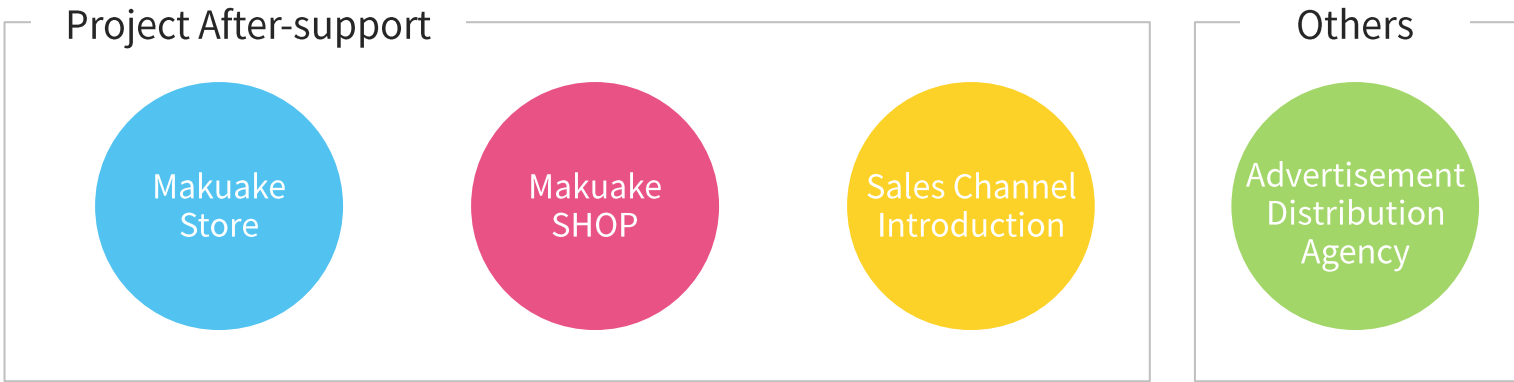 Project After-support
Makuake
Store
Makuake
SHOP
Sales Channel
Introduction
Others
Advertisement
Distribution
Agency